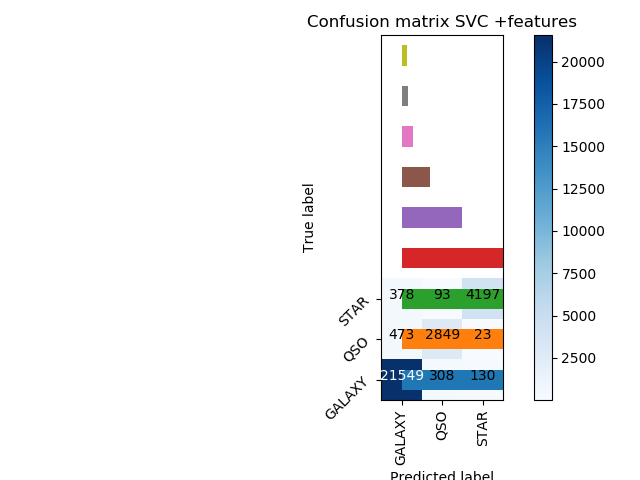 Confusion matrix SVC +features
True label
STAR
QSO
GALAXY
378 93 4197
473 2849 23
21549 308 130
GALAXY
QSO
STAR
Predicted label
20000
17500
15000
12500
10000
7500
5000
2500